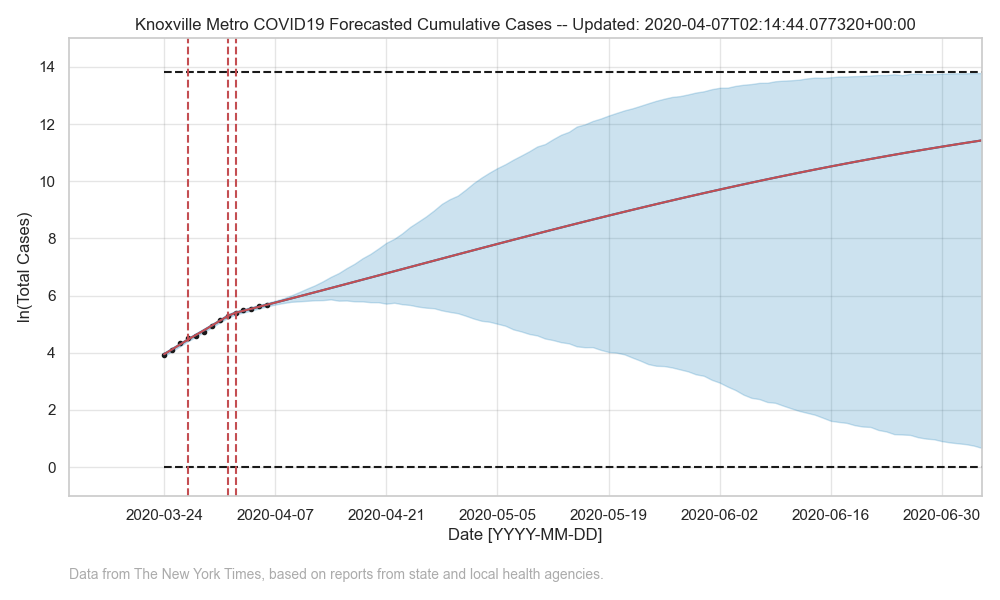 Knoxville Metro COVID19 Forecasted Cumulative Cases -- Updated: 2020-04-07T02:14:44.077320+00:00
ln(Total Cases)
14
12
10
8
6
4
2
0
2020-03-24 2020-04-07 2020-04-21 2020-05-05 2020-05-19 2020-06-02 2020-06-16 2020-06-30
Date [YYYY-MM-DD]
Data from The New York Times, based on reports from state and local health agencies.